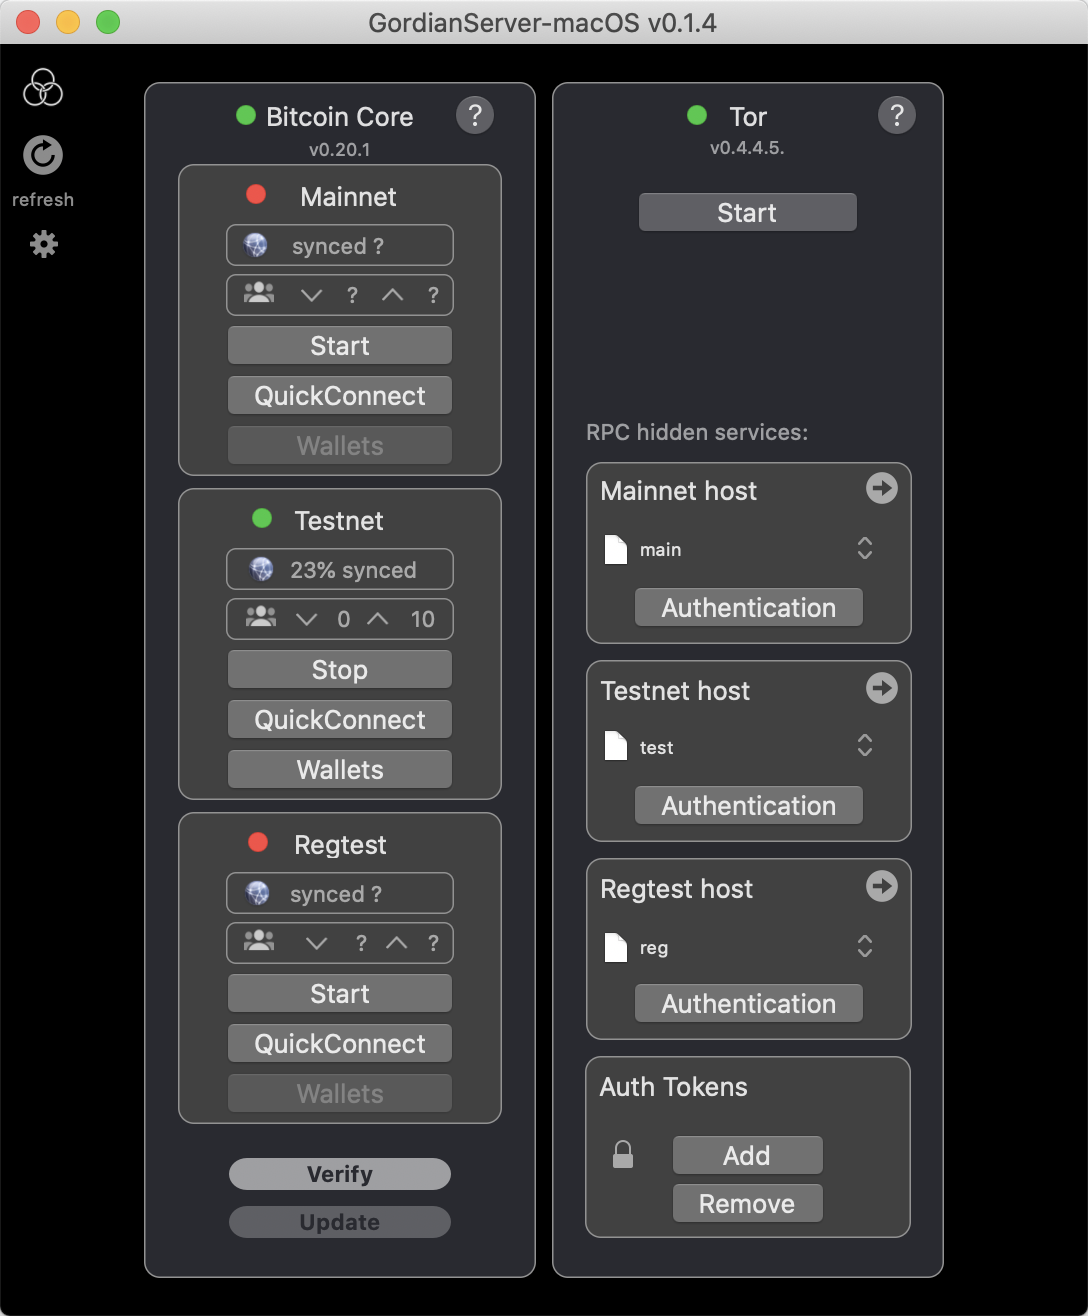 GordianServer-macOS v0.1.4
refresh
Bitcoin Core
?
v0.20.1
Mainnet
synced ?
? ?
Start
QuickConnect
Wallets
Testnet
23% synced
0 10
Stop
QuickConnect
Wallets
Regtest
synced ?
? ?
Start
QuickConnect
Wallets
Verify
Update
Tor
?
v0.4.4.5.
Start
RPC hidden services:
Mainnet host
main
Authentication
Testnet host
test
Authentication
Regtest host
reg
Authentication
Auth Tokens
Add
Remove